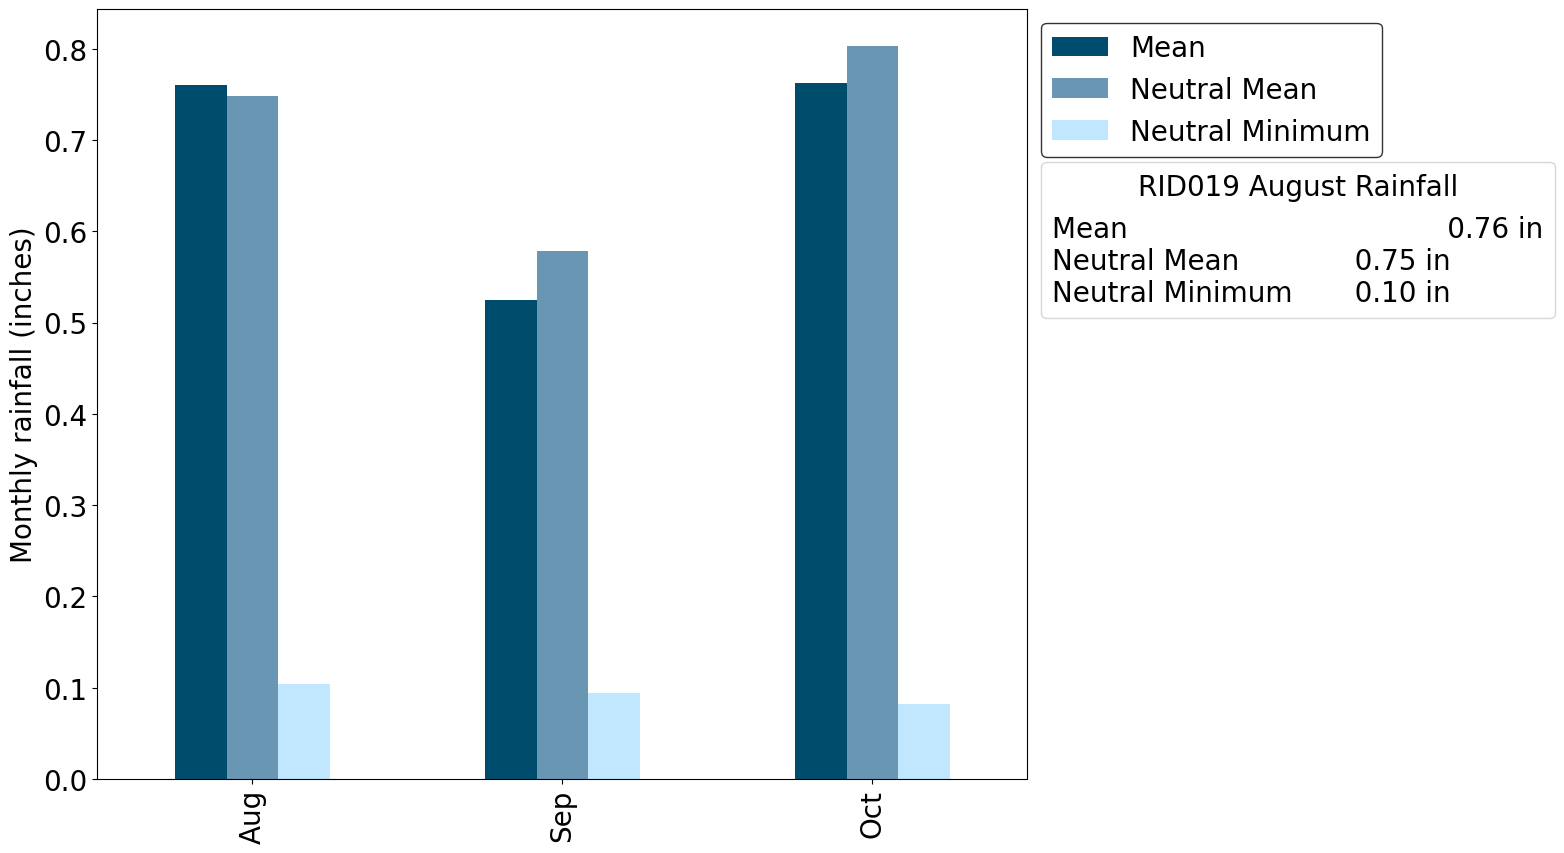 Monthly rainfall (inches)
0.8
0.7
0.6
0.5
0.4
0.3
0.2
0.1
0.0
Aug
Sep
Oct
Mean
Neutral Mean
Neutral Minimum
RID019 August Rainfall
Mean 0.76 in
Neutral Mean 0.75 in
Neutral Minimum 0.10 in